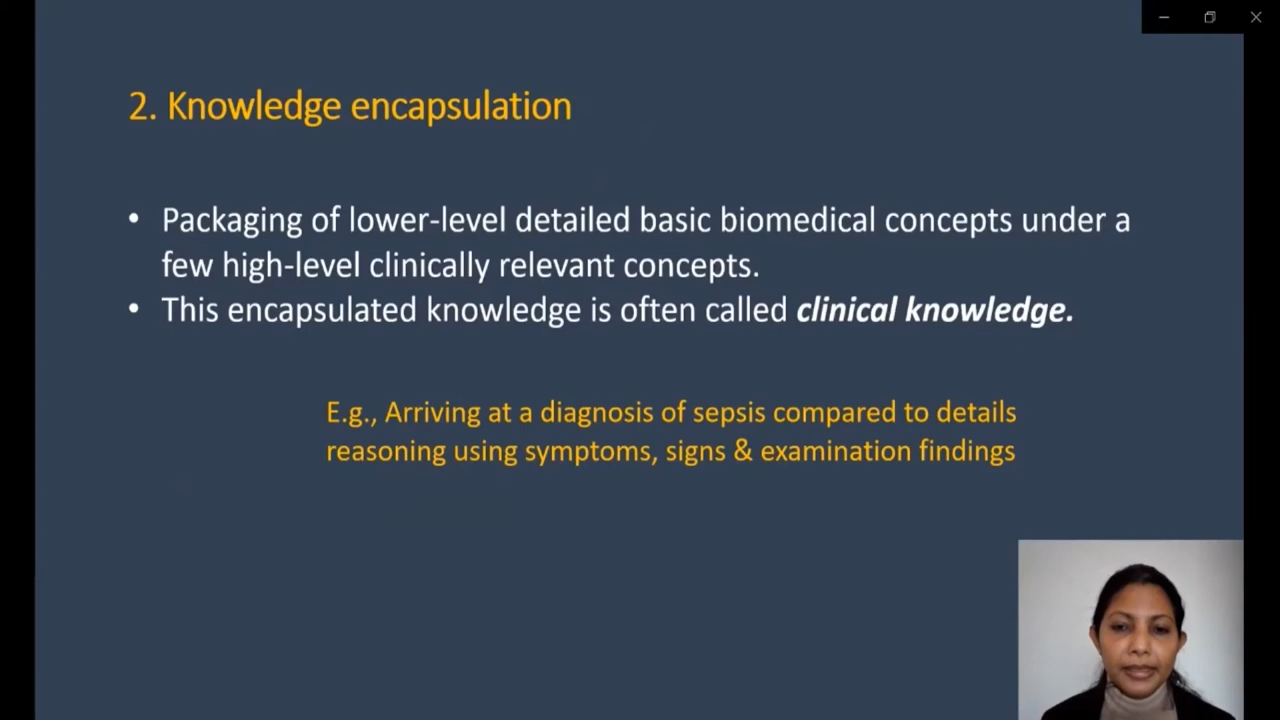 2. Knowledge encapsulation
• Packaging of lower-level detailed basic biomedical concepts under a
few high-level clinically relevant concepts.
• This encapsulated knowledge is often called clinical knowledge.
E.g., Arriving at a diagnosis of sepsis compared to details
reasoning using symptoms, signs & examination findings